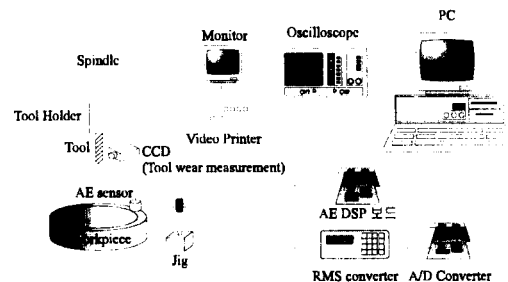 PC
Monitor
Oscilloscope
Spindle
Tool Holder
Video Printer
Tool
CCD
(Tool wear measurement)
AE sensor
AE DSP 보드
orkpiece
Jig
RMS converter
A/D Converter